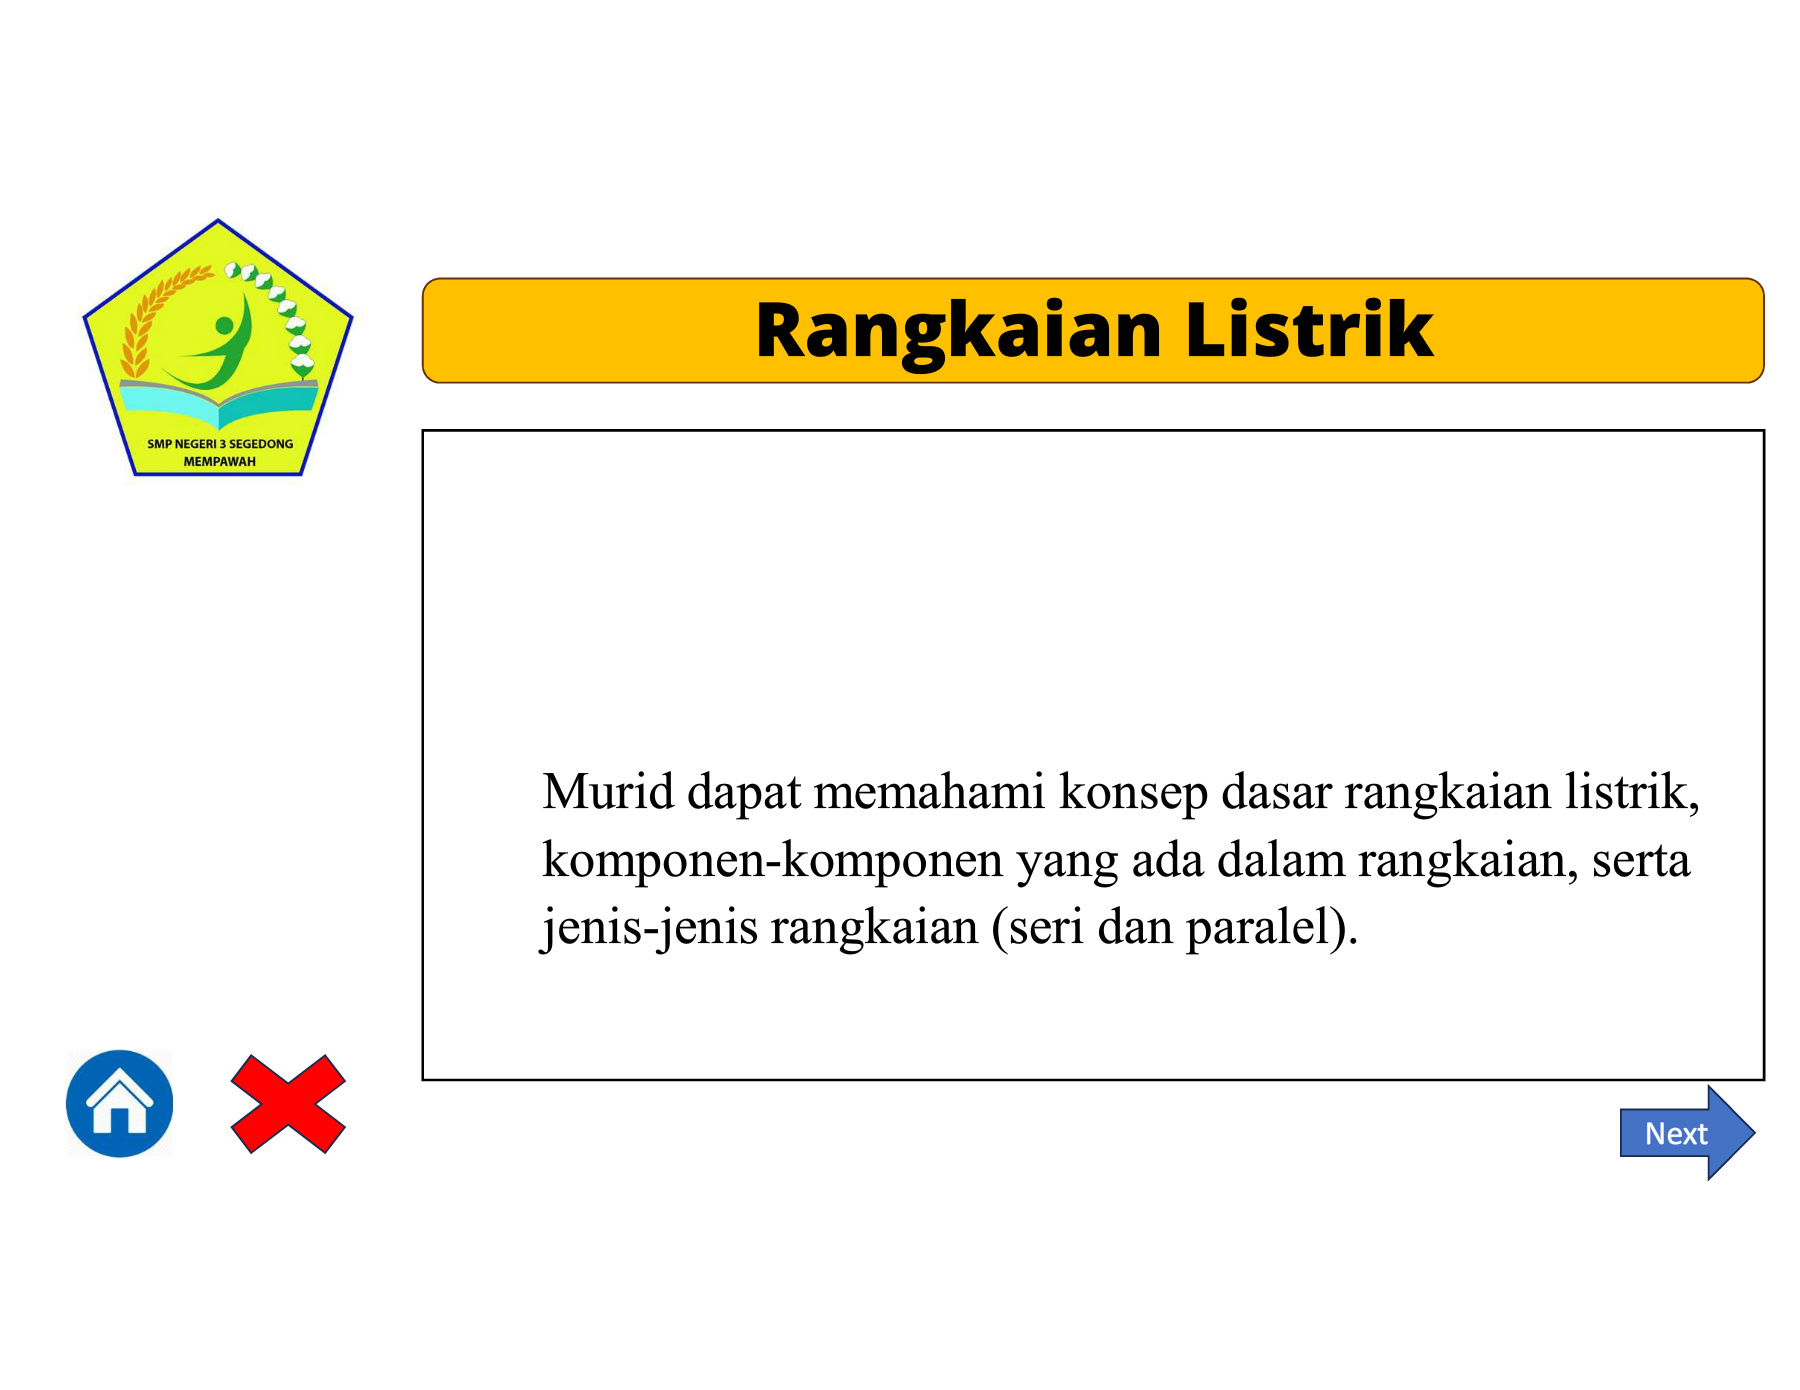 SMP NEGERI 3 SEGEDONG
MEMPAWAH
Rangkaian Listrik
Murid dapat memahami konsep dasar rangkaian listrik,
komponen-komponen yang ada dalam rangkaian, serta
jenis-jenis rangkaian (seri dan paralel).
Next